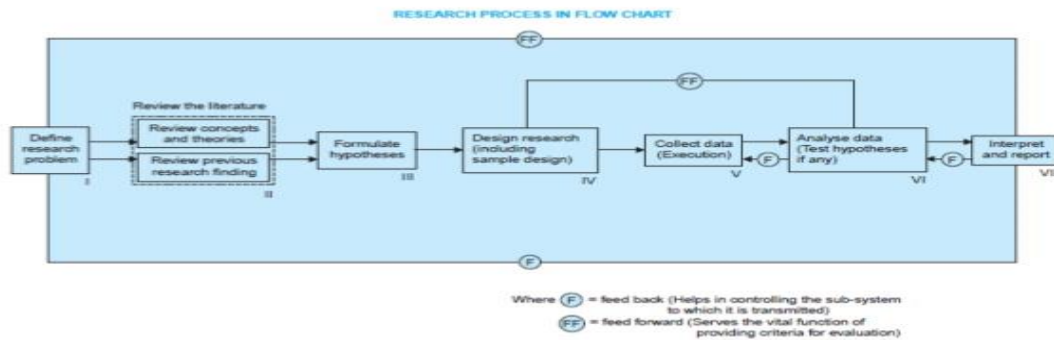 RESEARCH PROCESS IN FLOW CHART
FF
FF
Review the literature
Define
research
problem
I
Review concepts
and theories
Review previous
research finding
II
Formulate
hypotheses
III
Design research
(including
sample design)
IV
Collect data
(Execution)
V
F
Analyse data
(Test hypotheses
if any)
VI
F
Interpret
and report
VII
F
Where F = feed back (Helps in controlling the sub-system
to which it is transmitted)
FF = feed forward (Serves the vital function of
providing criteria for evaluation)